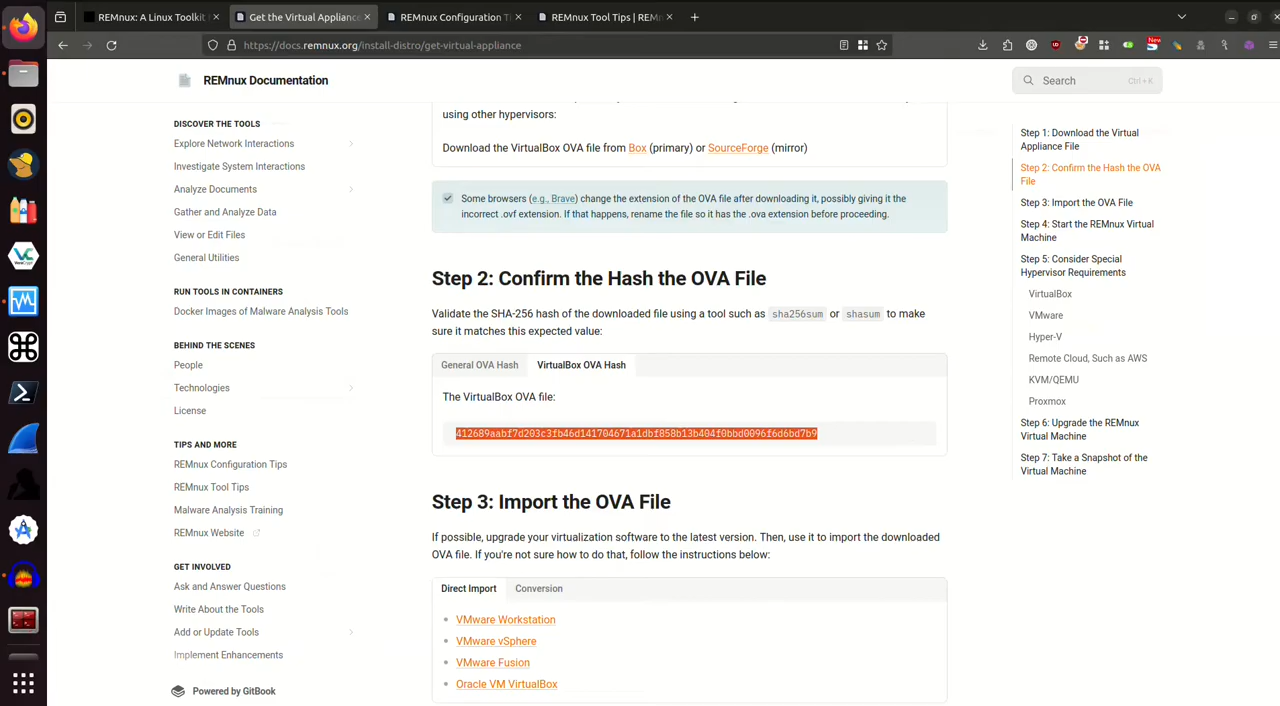 REMnux: A Linux Toolkit
Get the Virtual Appliance
REMnux Configuration T
REMnux Tool Tips | REM
https://docs.remnux.org/install-distro/get-virtual-appliance
New
REMnux Documentation
Search
Ctrl + K
DISCOVER THE TOOLS
Explore Network Interactions
Investigate System Interactions
Analyze Documents
Gather and Analyze Data
View or Edit Files
General Utilities
RUN TOOLS IN CONTAINERS
Docker Images of Malware Analysis Tools
BEHIND THE SCENES
People
Technologies
License
TIPS AND MORE
REMnux Configuration Tips
REMnux Tool Tips
Malware Analysis Training
REMnux Website
GET INVOLVED
Ask and Answer Questions
Write About the Tools
Add or Update Tools
Implement Enhancements
Powered by GitBook
using other hypervisors:
Download the VirtualBox OVA file from Box (primary) or SourceForge (mirror)
Some browsers (e.g., Brave) change the extension of the OVA file after downloading it, possibly giving it the
incorrect .ovf extension. If that happens, rename the file so it has the .ova extension before proceeding.
Step 2: Confirm the Hash the OVA File
Validate the SHA-256 hash of the downloaded file using a tool such as sha256sum or shasum to make
sure it matches this expected value:
General OVA Hash
VirtualBox OVA Hash
The VirtualBox OVA file:
412689aabf7d203c3fb46d141704671a1dbf858b13b404f0bbd0096f6d6bd7b9
Step 3: Import the OVA File
If possible, upgrade your virtualization software to the latest version. Then, use it to import the downloaded
OVA file. If you're not sure how to do that, follow the instructions below:
Direct Import
Conversion
VMware Workstation
VMware vSphere
VMware Fusion
Oracle VM VirtualBox
Step 1: Download the Virtual
Appliance File
Step 2: Confirm the Hash the OVA
File
Step 3: Import the OVA File
Step 4: Start the REMnux Virtual
Machine
Step 5: Consider Special
Hypervisor Requirements
VirtualBox
VMware
Hyper-V
Remote Cloud, Such as AWS
KVM/QEMU
Proxmox
Step 6: Upgrade the REMnux
Virtual Machine
Step 7: Take a Snapshot of the
Virtual Machine